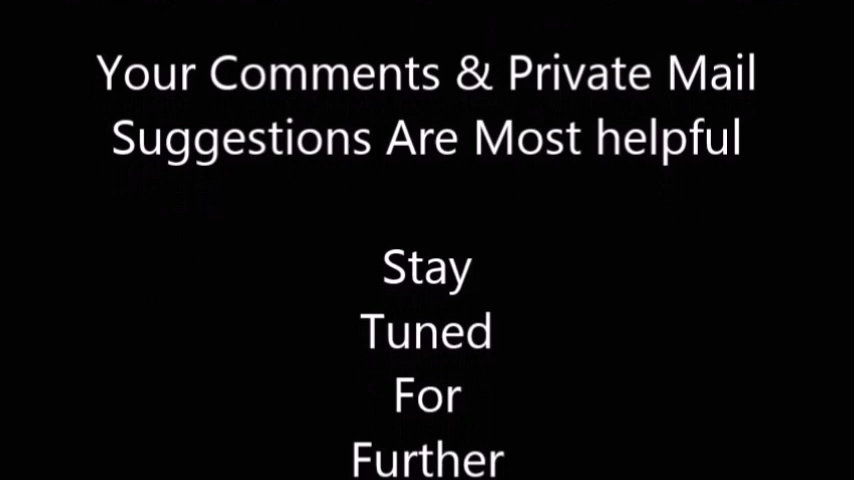 Your Comments & Private Mail
Suggestions Are Most helpful
Stay
Tuned
For
Further